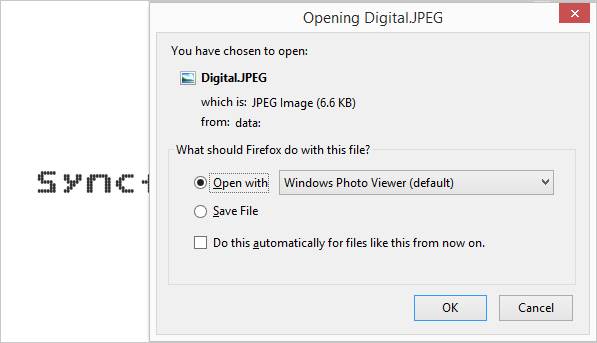 Opening Digital.JPEG
You have chosen to open:
Digital.JPEG
which is: JPEG Image (6.6 KB)
from: data:
What should Firefox do with this file?
Open with Windows Photo Viewer (default)
Save File
Do this automatically for files like this from now on.
OK Cancel